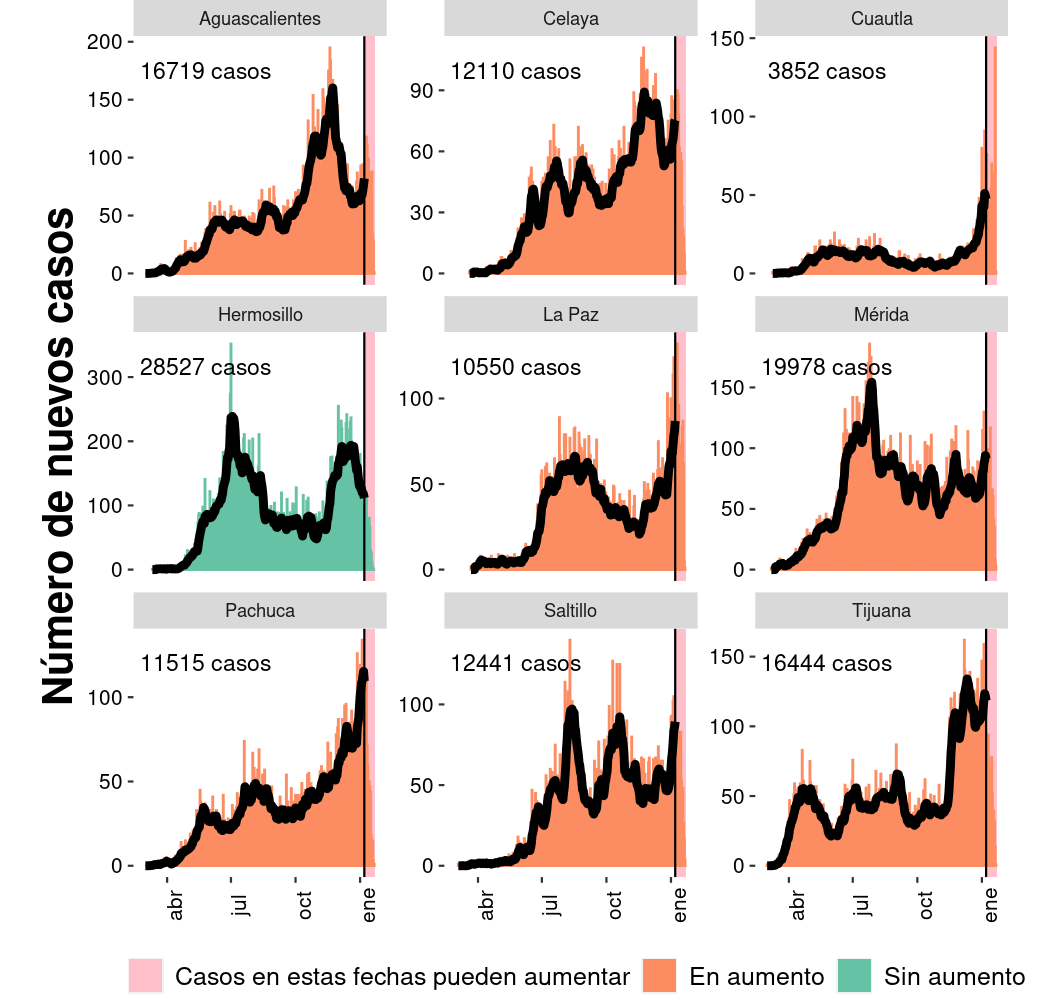 Número de nuevos casos
Aguascalientes
Celaya
Cuautla
200
150
100
50
0
16719 casos
90
60
30
0
12110 casos
150
100
50
0
3852 casos
Hermosillo
La Paz
Mérida
300
200
100
0
28527 casos
100
50
0
10550 casos
150
100
50
0
19978 casos
Pachuca
Saltillo
Tijuana
100
50
0
11515 casos
100
50
0
12441 casos
150
100
50
0
16444 casos
abr jul oct ene
abr jul oct ene
abr jul oct ene
Casos en estas fechas pueden aumentar En aumento Sin aumento